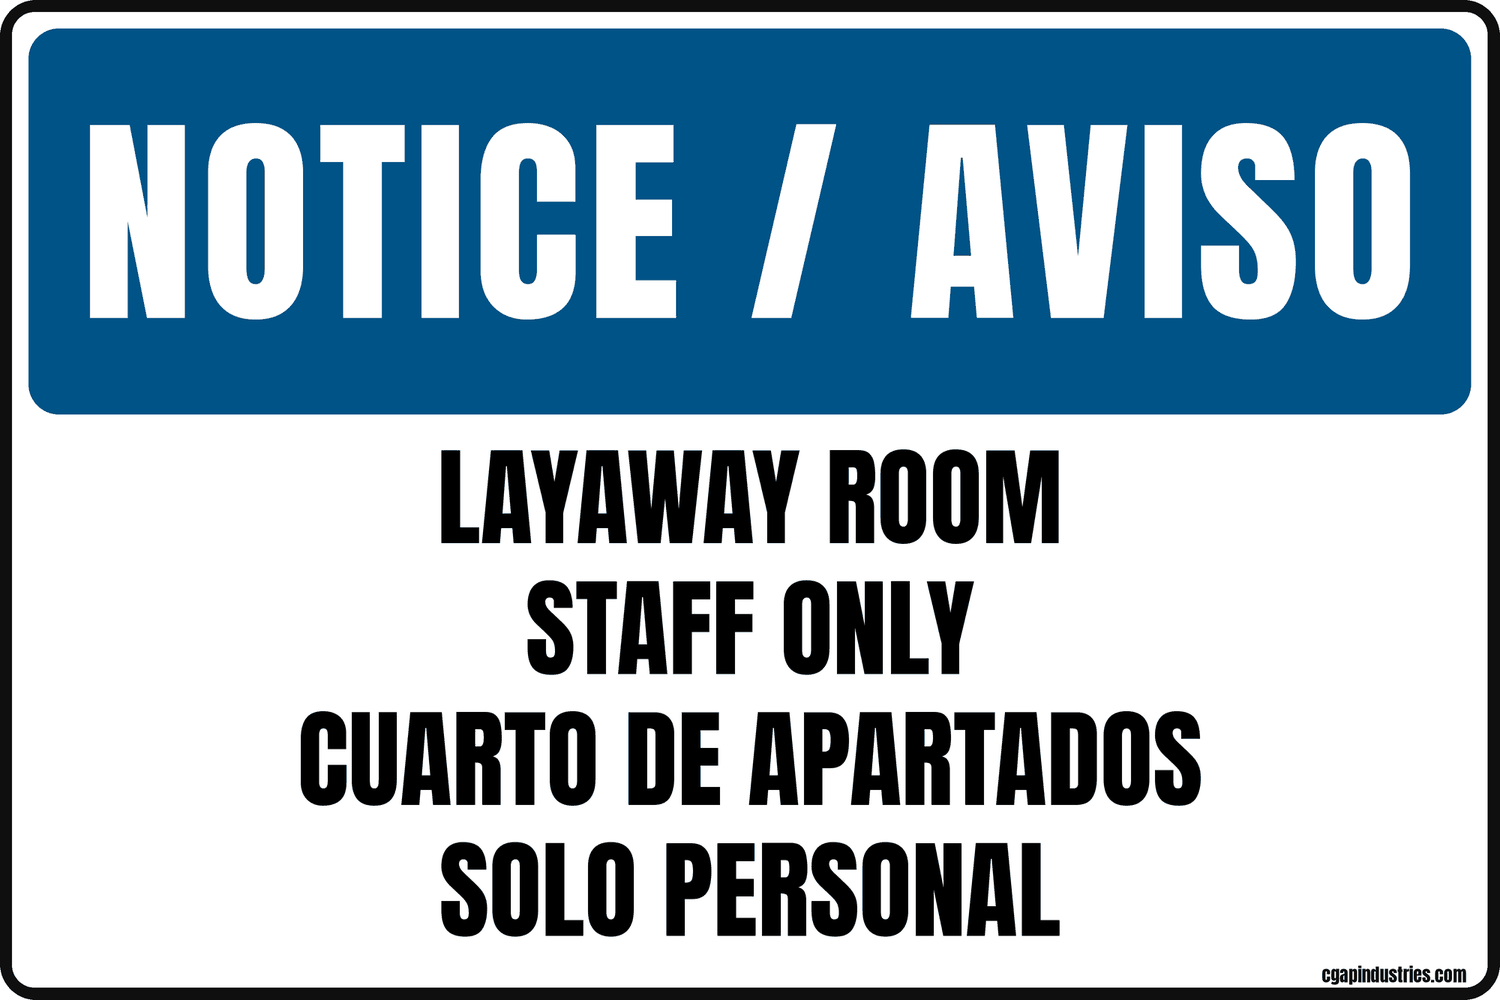 NOTICE / AVISO
LAYAWAY ROOM
STAFF ONLY
CUARTO DE APARTADOS
SOLO PERSONAL
cgapindustries.com